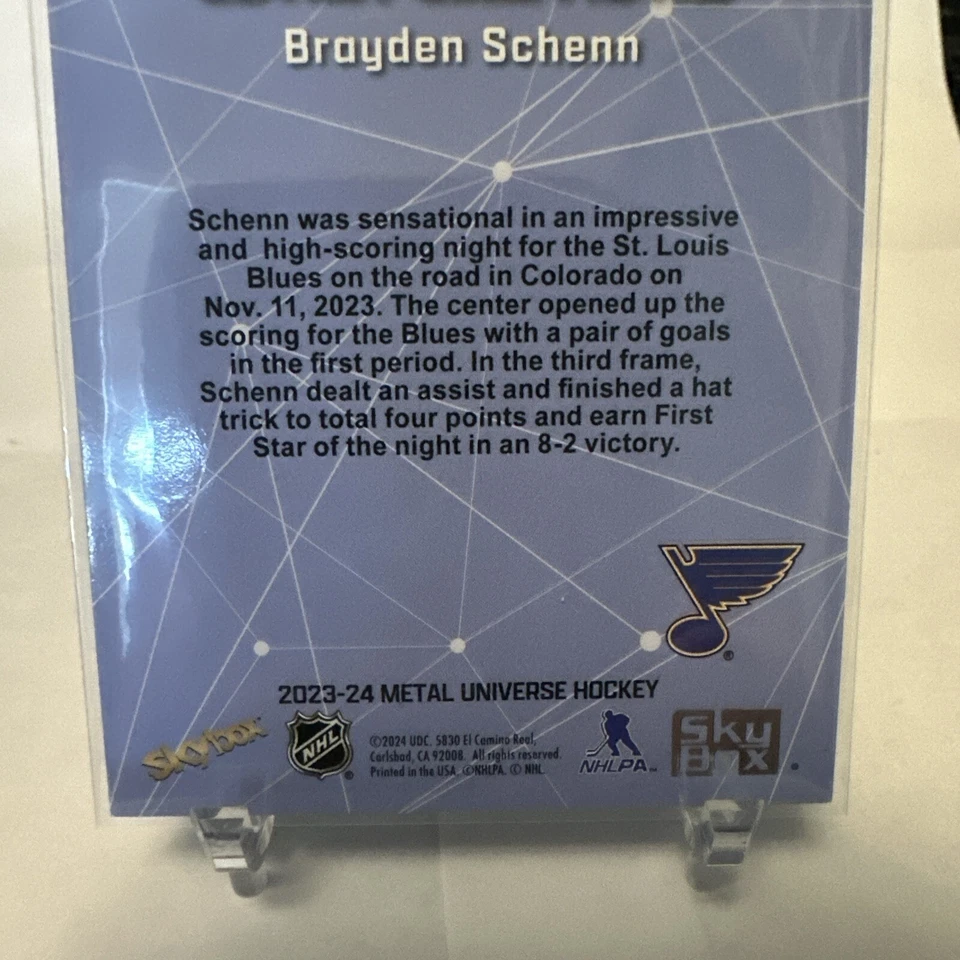 Brayden Schenn
Schenn was sensational in an impressive
and high-scoring night for the St. Louis
Blues on the road in Colorado on
Nov. 11, 2023. The center opened up the
scoring for the Blues with a pair of goals
in the first period. In the third frame,
Schenn dealt an assist and finished a hat
trick to total four points and earn First
Star of the night in an 8-2 victory.
®
2023-24 METAL UNIVERSE HOCKEY
Skybox
NHL ®
©2024 UDC. 5830 El Camino Real,
Carlsbad, CA 92008. All rights reserved.
Printed in the USA. ©NHLPA. © NHL.
NHLPA™
Sky
Box